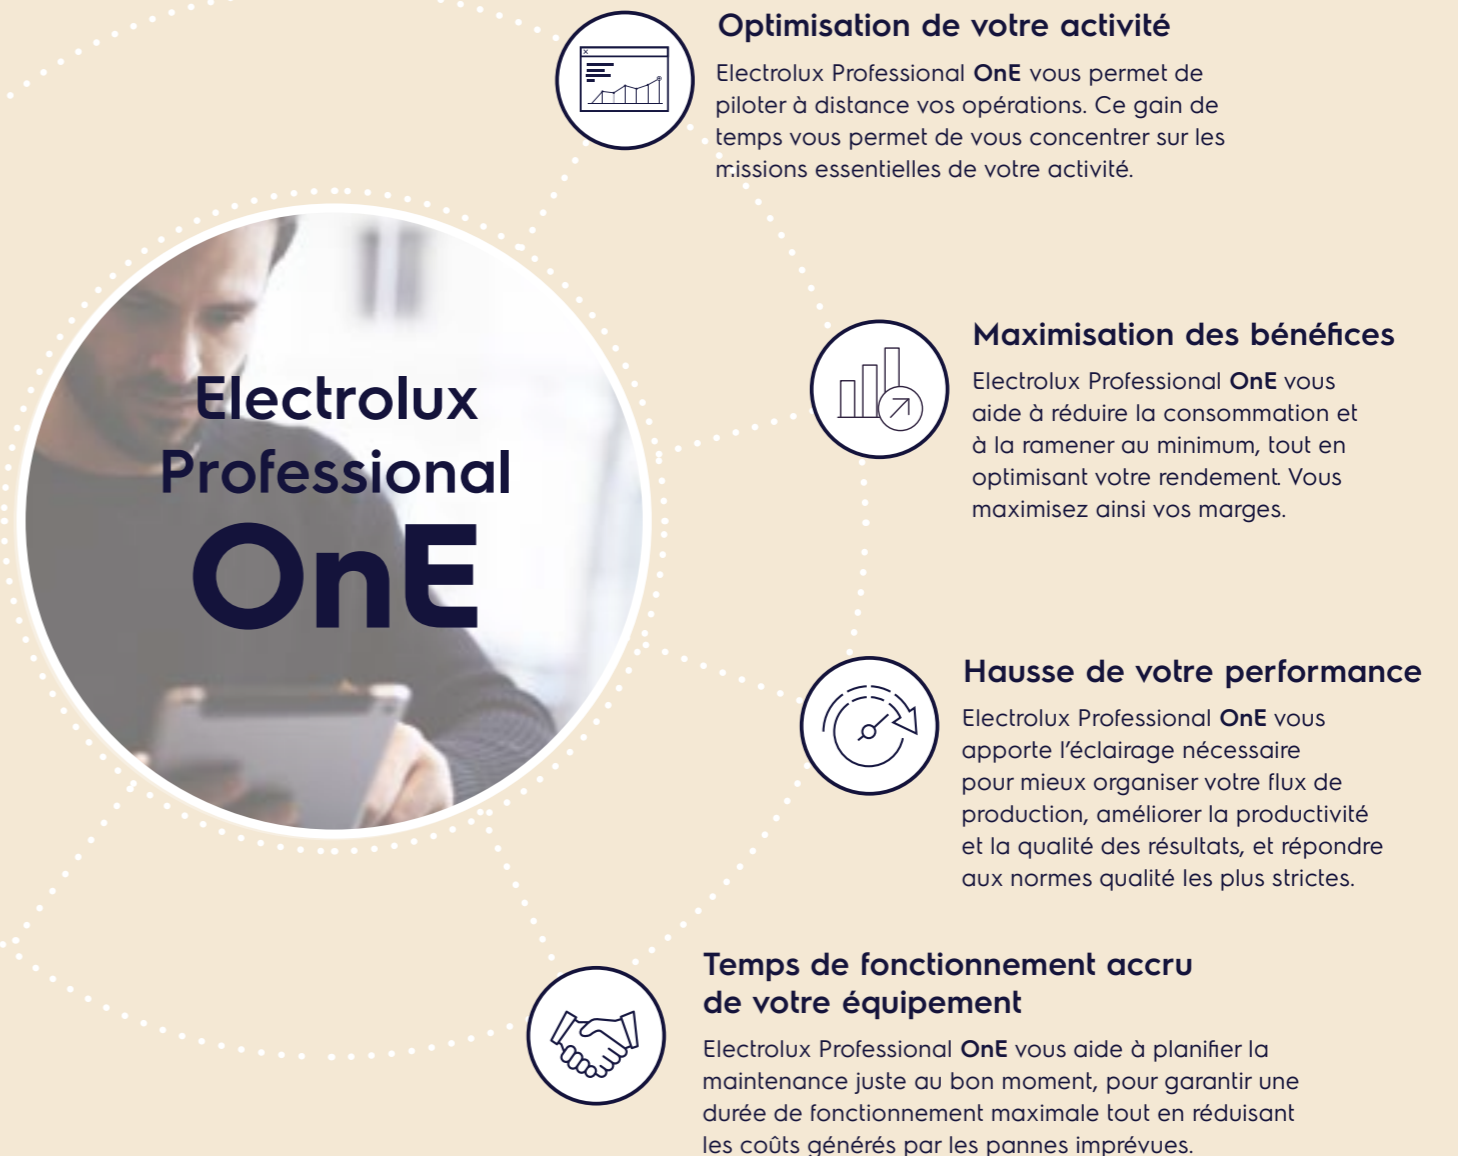 Optimisation de votre activité
Electrolux Professional OnE vous permet de
piloter à distance vos opérations. Ce gain de
temps vous permet de vous concentrer sur les
missions essentielles de votre activité.
Electrolux
Professional
OnE
Maximisation des bénéfices
Electrolux Professional OnE vous
aide à réduire la consommation et
à la ramener au minimum, tout en
optimisant votre rendement. Vous
maximisez ainsi vos marges.
Hausse de votre performance
Electrolux Professional OnE vous
apporte l'éclairage nécessaire
pour mieux organiser votre flux de
production, améliorer la productivité
et la qualité des résultats, et répondre
aux normes qualité les plus strictes.
Temps de fonctionnement accru
de votre équipement
Electrolux Professional OnE vous aide à planifier la
maintenance juste au bon moment, pour garantir une
durée de fonctionnement maximale tout en réduisant
les coûts générés par les pannes imprévues.